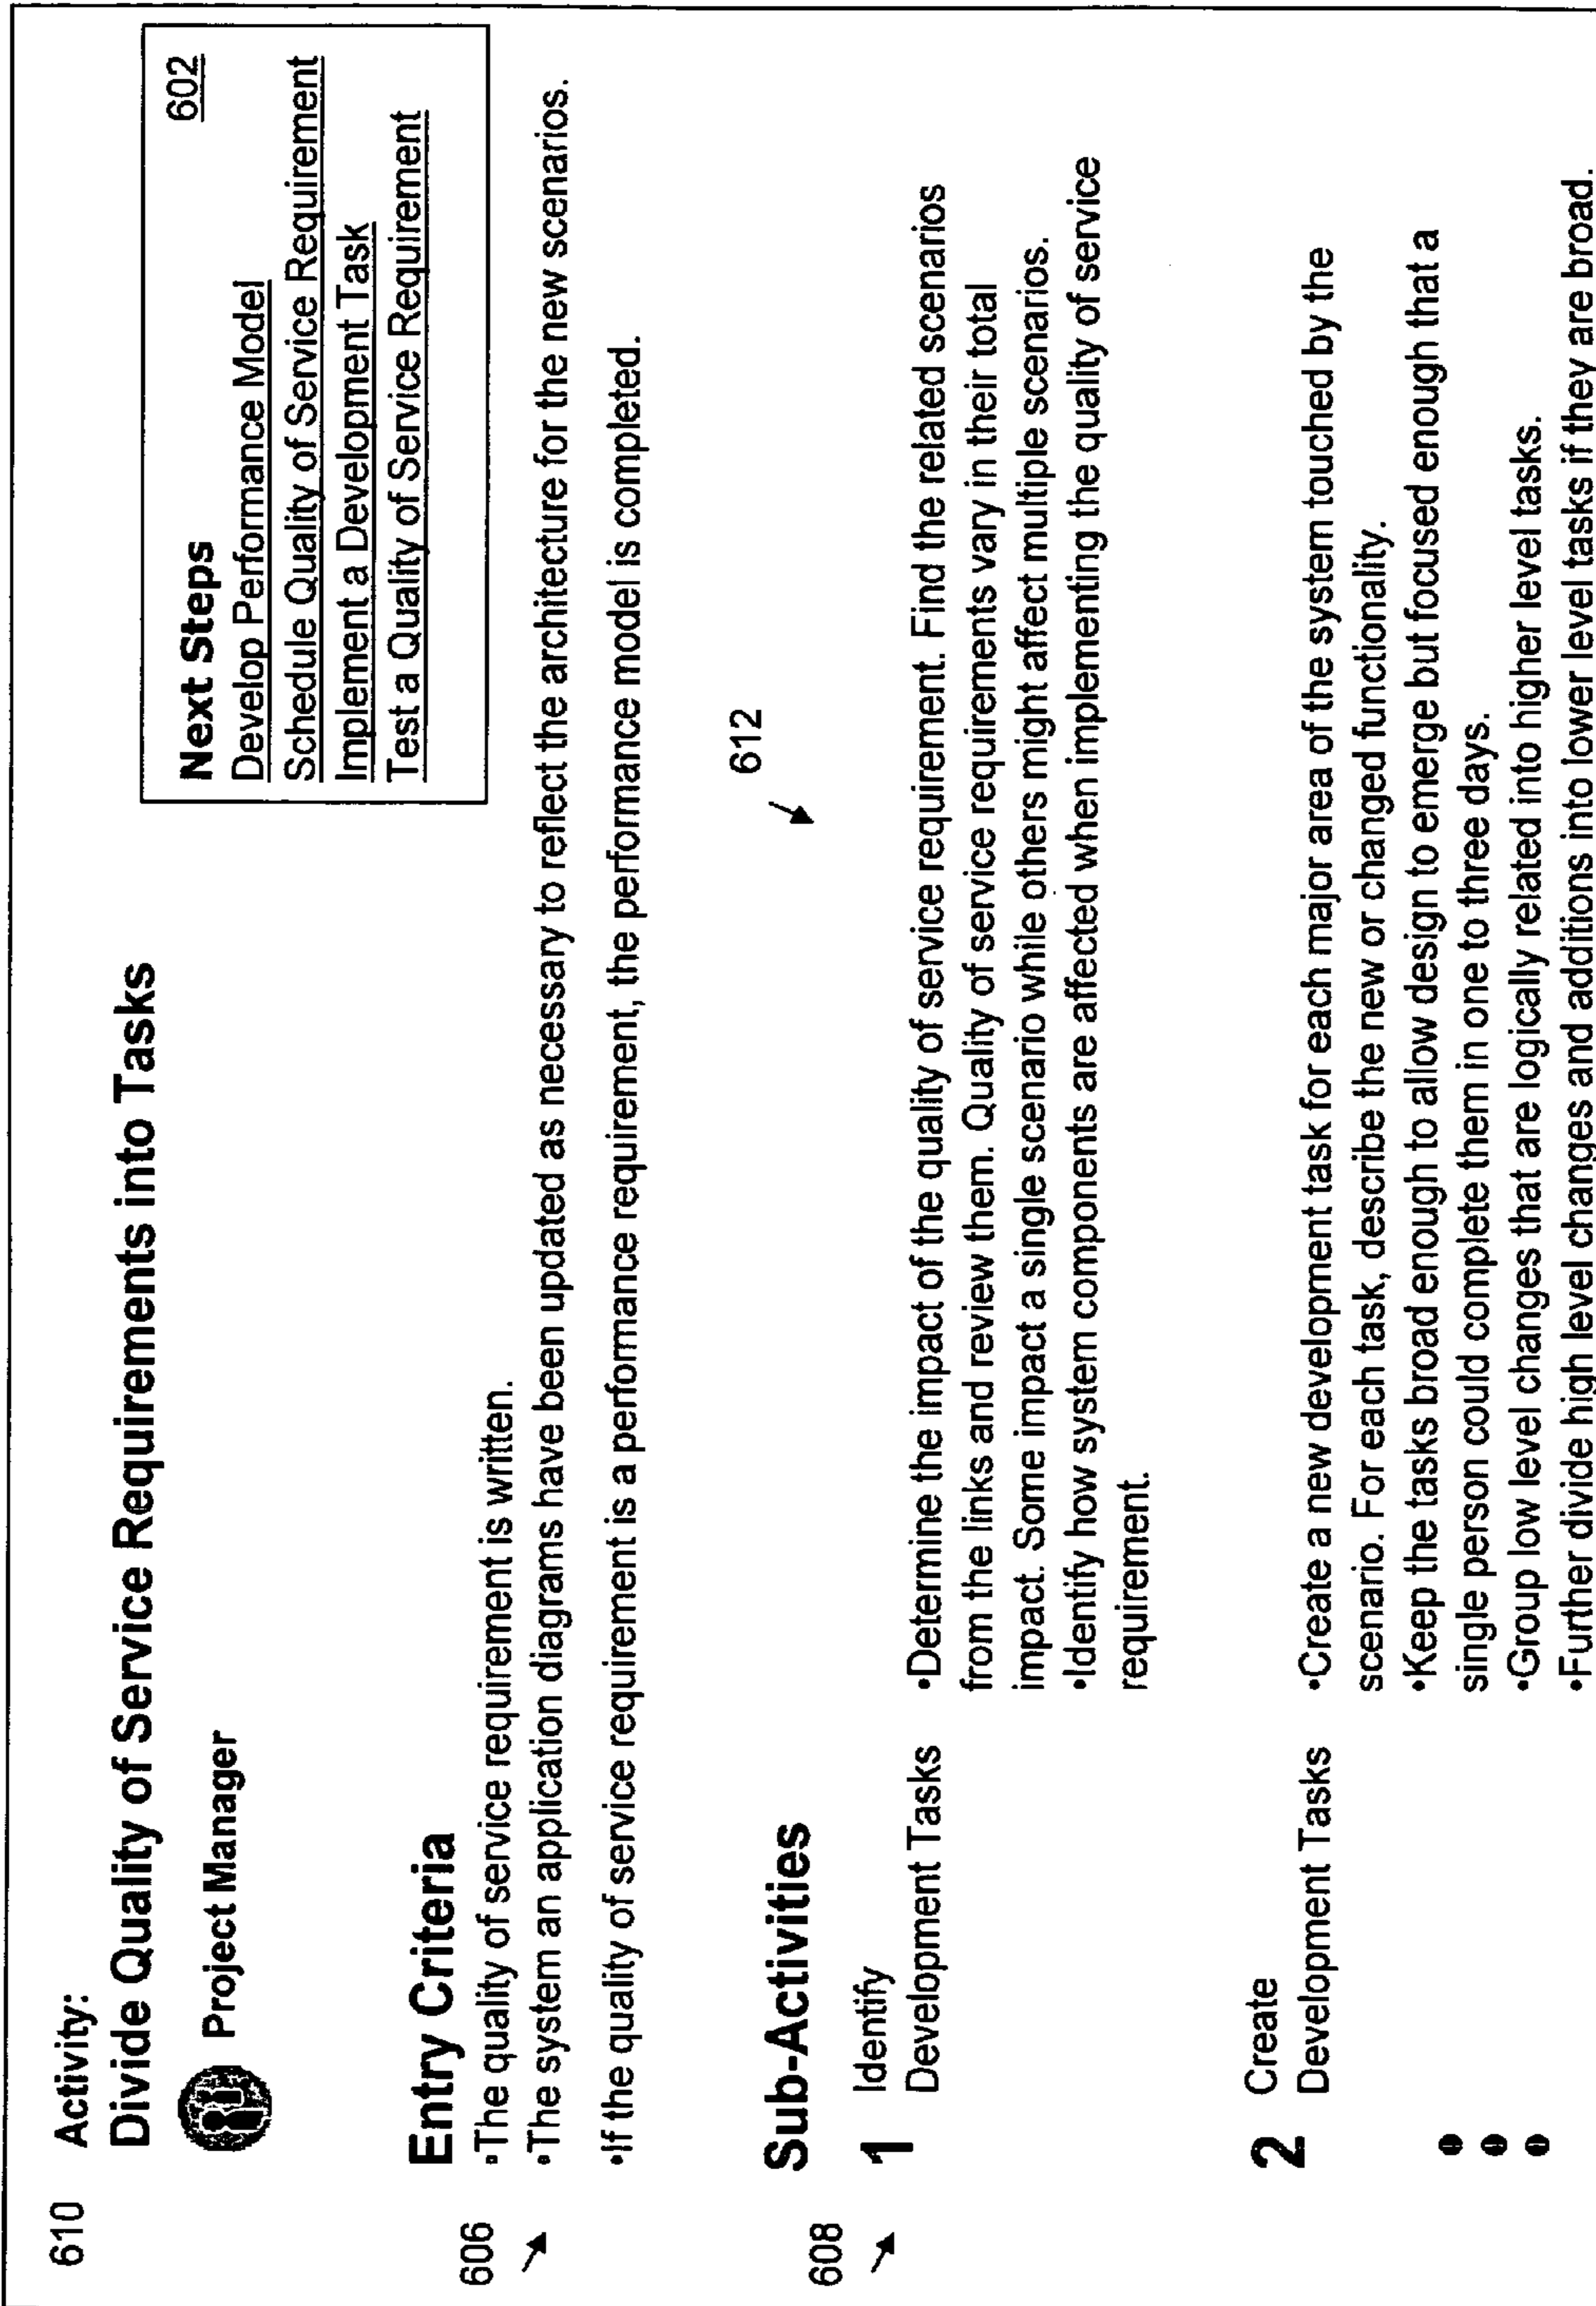 610 Activity:
Divide Quality of Service Requirements into Tasks
Project Manager
602
Next Steps
Develop Performance Model
Schedule Quality of Service Requirement
Implement a Development Task
Test a Quality of Service Requirement
Entry Criteria
606
•The quality of service requirement is written.
•The system an application diagrams have been updated as necessary to reflect the architecture for the new scenarios.
•If the quality of service requirement is a performance requirement, the performance model is completed.
Sub-Activities
612
608
1 Identify
Development Tasks
•Determine the impact of the quality of service requirement. Find the related scenarios
from the links and review them. Quality of service requirements vary in their total
impact. Some impact a single scenario while others might affect multiple scenarios.
•Identify how system components are affected when implementing the quality of service
requirement.
2 Create
Development Tasks
•Create a new development task for each major area of the system touched by the
scenario. For each task, describe the new or changed functionality.
•Keep the tasks broad enough to allow design to emerge but focused enough that a
single person could complete them in one to three days.
•Group low level changes that are logically related into higher level tasks.
•Further divide high level changes and additions into lower level tasks if they are broad.